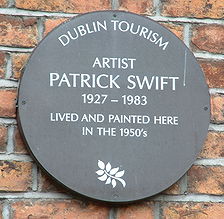 DUBLIN TOURISM
ARTIST
PATRICK SWIFT
1927 - 1983
LIVED AND PAINTED HERE
IN THE 1950's